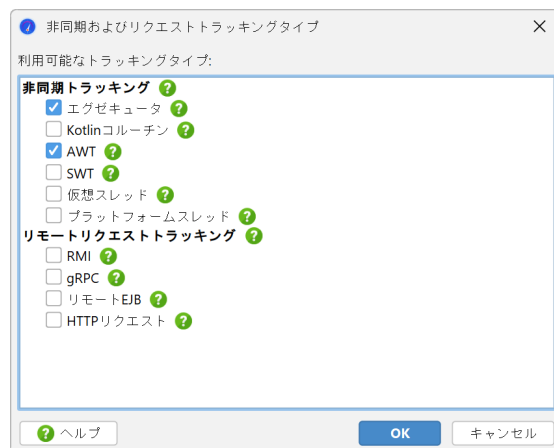 非同期およびリクエストトラッキングタイプ
利用可能なトラッキングタイプ:
非同期トラッキング
エグゼキュータ
Kotlinコルーチン
AWT
SWT
仮想スレッド
プラットフォームスレッド
リモートリクエストトラッキング
RMI
gRPC
リモートEJB
HTTPリクエスト
ヘルプ OK キャンセル